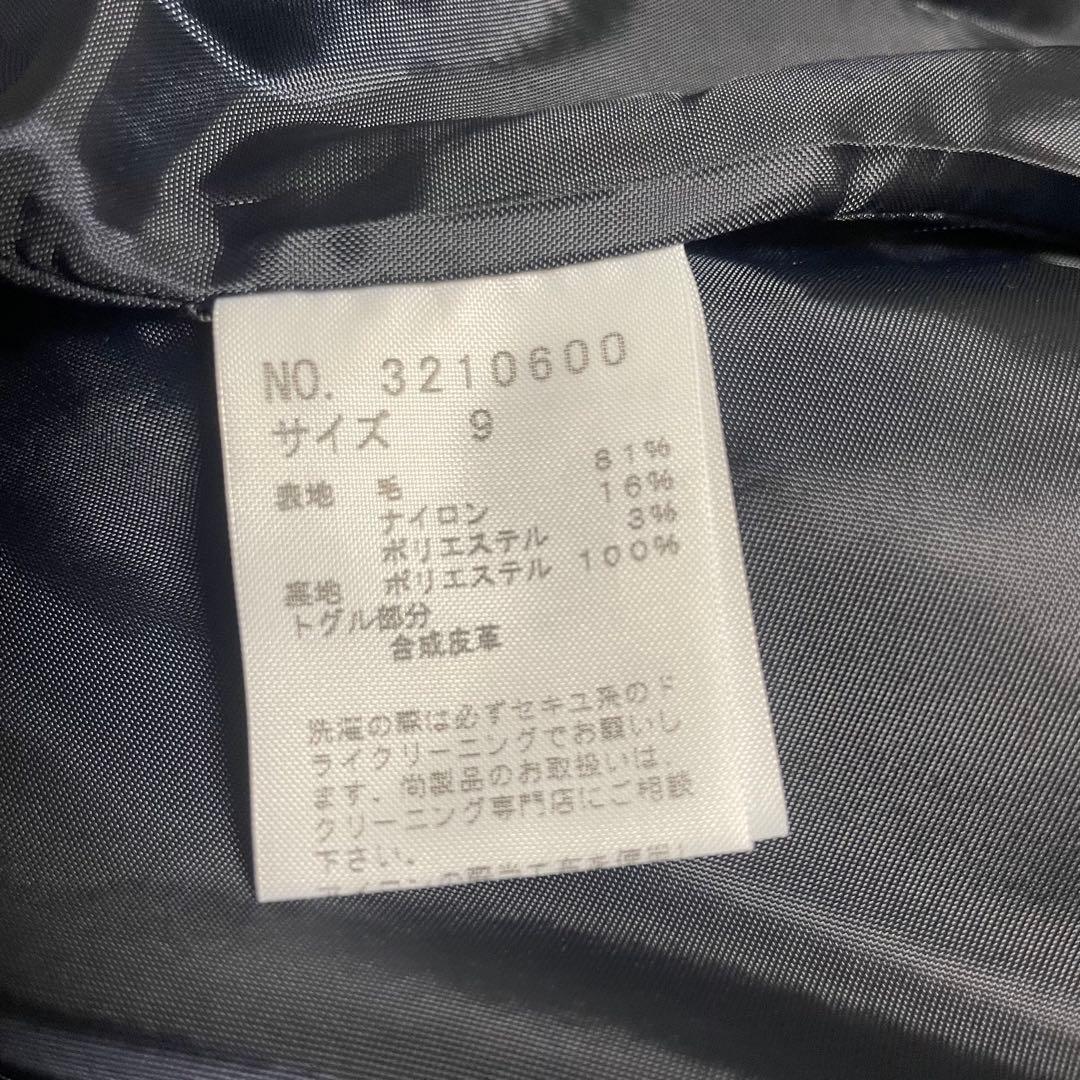 NO. 3210600
サイズ 9
表地 毛 81%
ナイロン 16%
ポリエステル 3%
裏地 ポリエステル 100%
トグル部分
合成皮革
洗濯の際は必ずセキユ系のド
ライクリーニングでお願いし
ます．尚製品のお取扱いは，
クリーニング専門店にご相談
下さい．